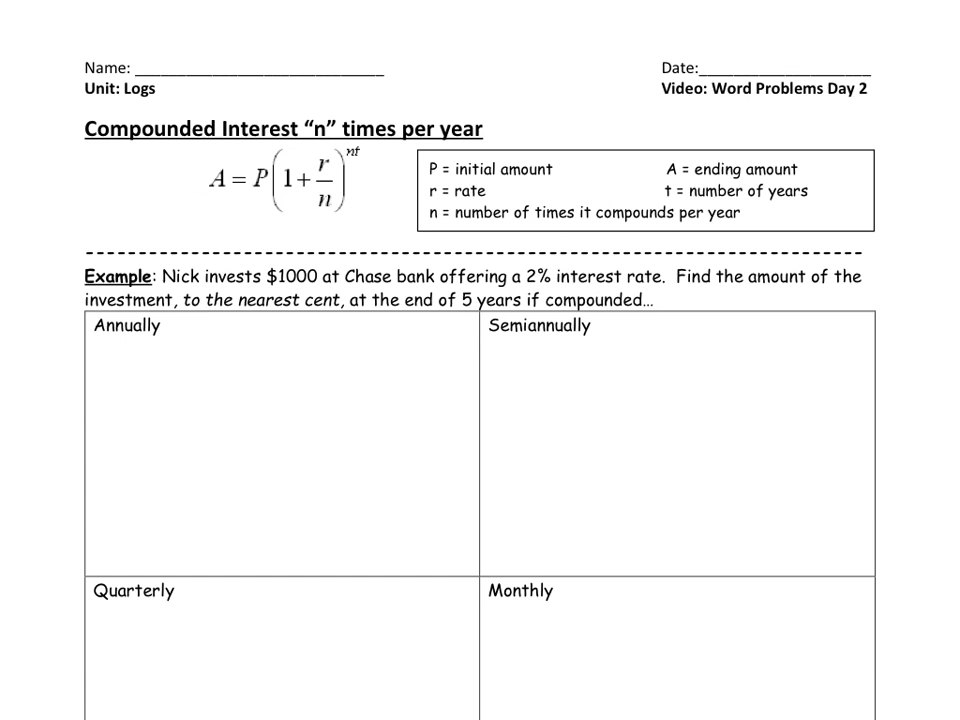 Name: ____________________________ Date:____________________
Unit: Logs Video: Word Problems Day 2
Compounded Interest “n” times per year
A = P(1 + r/n)^nt
P = initial amount A = ending amount
r = rate t = number of years
n = number of times it compounds per year
Example: Nick invests $1000 at Chase bank offering a 2% interest rate. Find the amount of the
investment, to the nearest cent, at the end of 5 years if compounded…
Annually Semiannually
Quarterly Monthly